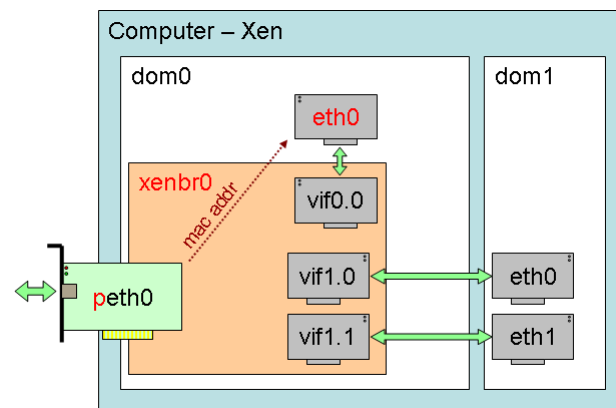 Computer – Xen
dom0
dom1
eth0
xenbr0
mac addr
vif0.0
peth0
vif1.0
eth0
vif1.1
eth1